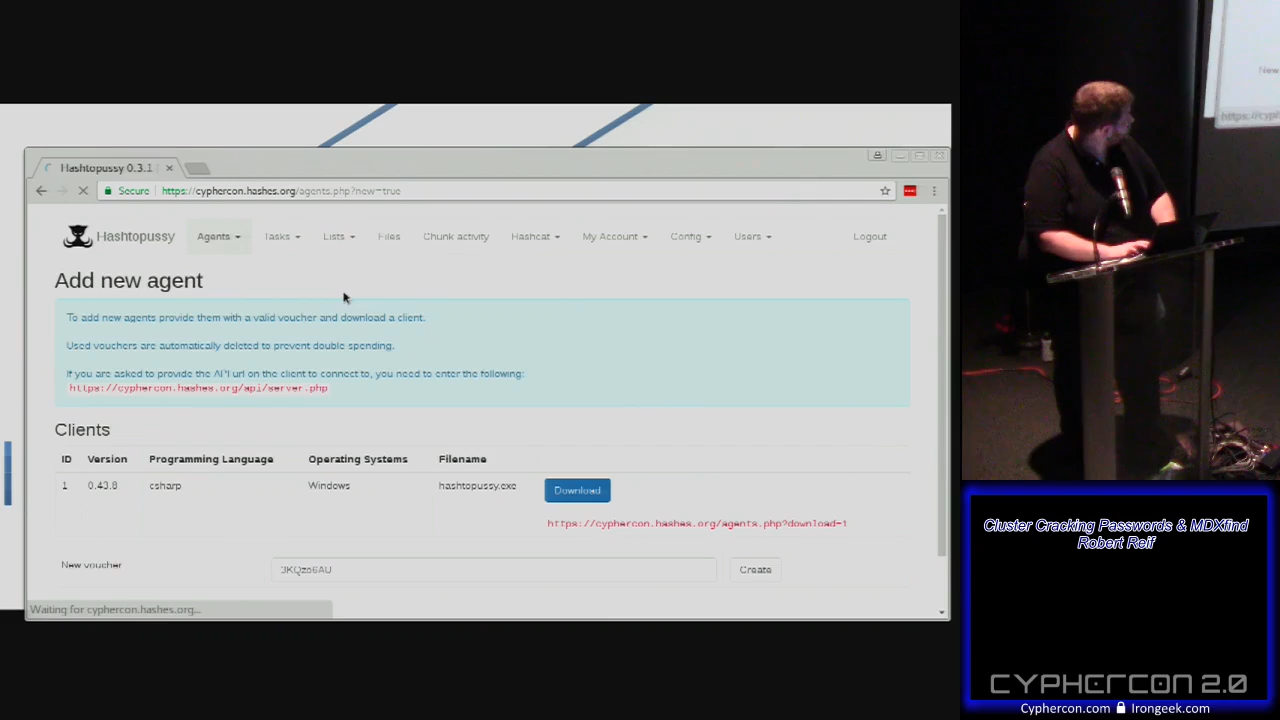 Hashtopussy 0.3.1
Secure https://cyphercon.hashes.org/agents.php?new=true
Hashtopussy Agents Tasks Lists Files Chunk activity Hashcat My Account Config Users Logout
Add new agent
To add new agents provide them with a valid voucher and download a client.
Used vouchers are automatically deleted to prevent double spending.
If you are asked to provide the API url on the client to connect to, you need to enter the following:
https://cyphercon.hashes.org/api/server.php
Clients
ID Version Programming Language Operating Systems Filename
1 0.43.8 csharp Windows hashtopussy.exe Download
https://cyphercon.hashes.org/agents.php?download=1
New voucher 3KQzo6AU Create
Waiting for cyphercon.hashes.org...
New
https://cyph
Cluster Cracking Passwords & MDXfind
Robert Reif
CYPHERCON 2.0
Cyphercon.com Irongeek.com